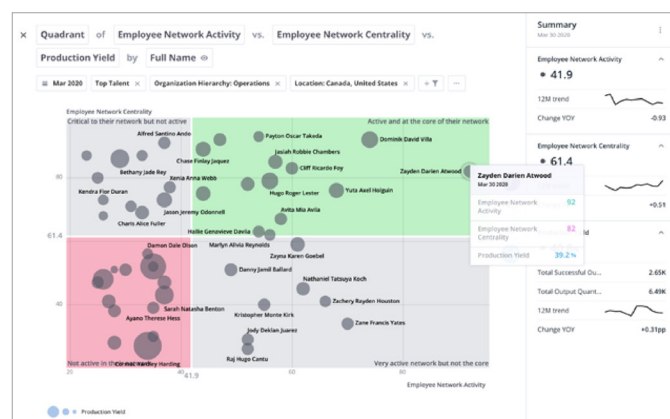 × Quadrant of Employee Network Activity vs. Employee Network Centrality vs.
Production Yield by Full Name
Mar 2020 Top Talent × Organization Hierarchy: Operations × Location: Canada, United States × + ...
Employee Network Centrality
Critical to their network but not active Active and at the core of their network
Alfred Santino Ando
Payton Oscar Takeda
Dominik David Villa
Chase Finlay Jaquez
Josiah Robbie Chambers
Bethany Jade Rey
Cliff Ricardo Foy
Zayden Darien Atwood
80
Xenia Anna Webb
Kendra Flor Duran
Hugo Roger Lester
Yuta Axel Holguin
Charis Alice Fuller
Jason Jeremy Odonnell
Anita Mia Avila
61.4
Hallie Genavieve Davila
Damon Dale Olsen
Marlyn Alivia Reynolds
Zayna Karen Goebel
Danny Jamil Ballard
Nathaniel Tatsuya Koch
40
Sarah Natasha Benton
Zachery Rayden Houston
Ayano Therese Hess
Kristopher Monte Kirk
Zane Francis Yates
Jody Deklan Juarez
Raj Hugo Cantu
Not active in the
Harding
Very active network but not the core
20 40 41.9 60 80
Employee Network Activity
Production Yield
Zayden Darien Atwood
Mar 30 2020
Employee Network Activity 92
Employee Network Centrality 82
Production Yield 39.2%
Summary
Mar 30 2020
Employee Network Activity
41.9
12M trend
Change YOY -0.93
Employee Network Centrality
61.4
+0.51
Total Successful Ou... 2.65K
Total Output Quant... 6.49K
12M trend
Change YOY +0.31pp